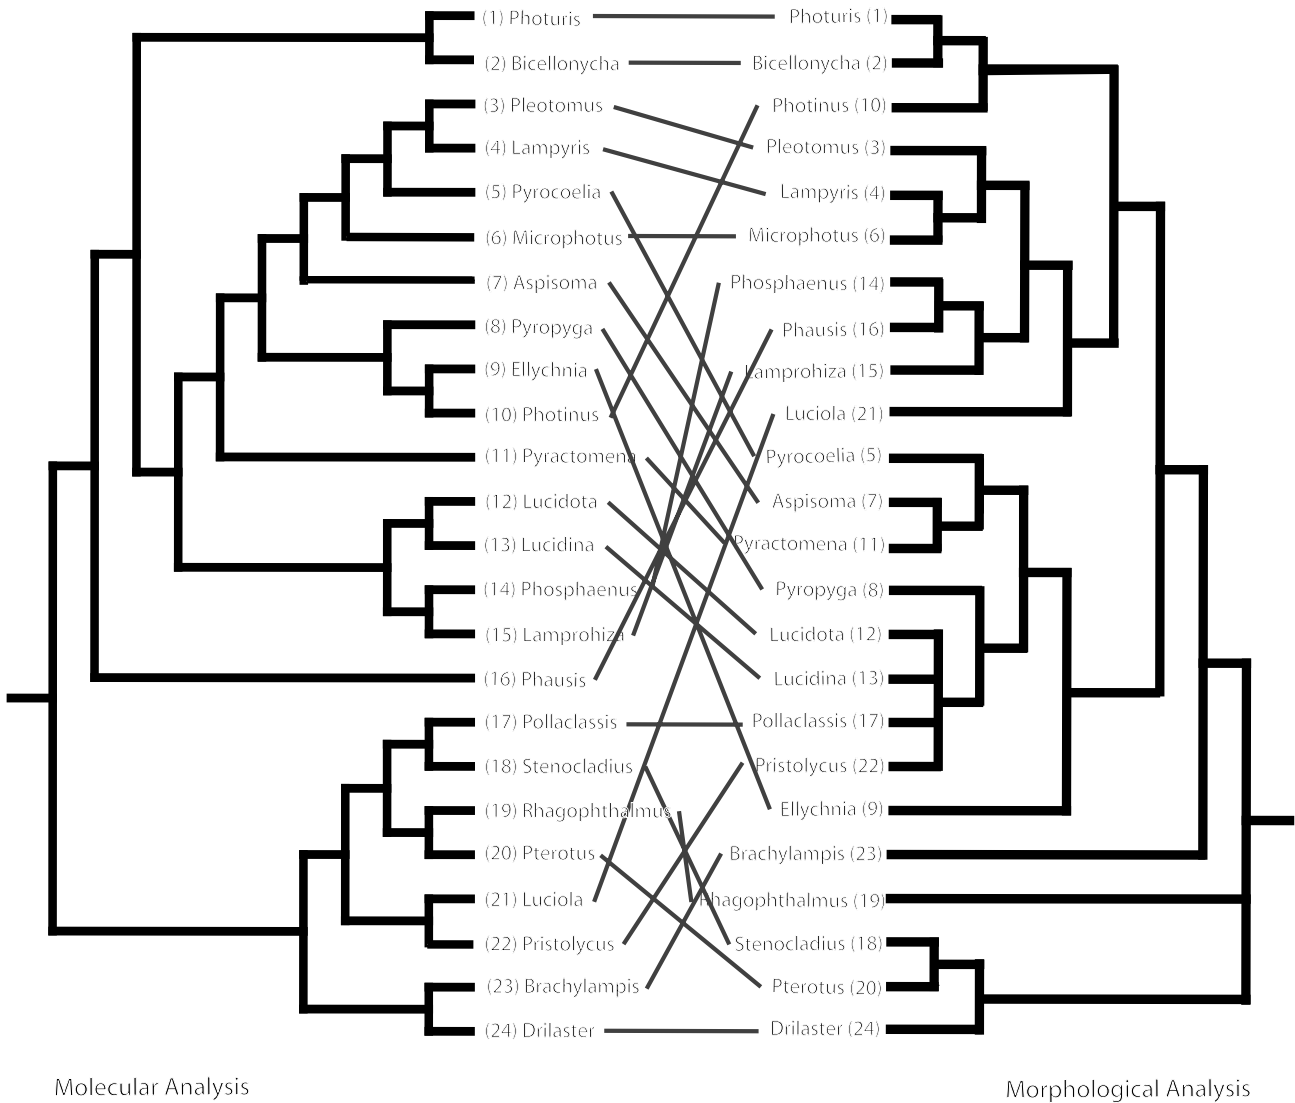 (1) Photuris
(2) Bicellonycha
(3) Pleotomus
(4) Lampyris
(5) Pyrocoelia
(6) Microphotus
(7) Aspisoma
(8) Pyropyga
(9) Ellychnia
(10) Photinus
(11) Pyractomena
(12) Lucidota
(13) Lucidina
(14) Phosphaenus
(15) Lamprohiza
(16) Phausis
(17) Pollaclassis
(18) Stenocladius
(19) Rhagophthalmus
(20) Pterotus
(21) Luciola
(22) Pristolycus
(23) Brachylampis
(24) Drilaster
Molecular Analysis
Photuris (1)
Bicellonycha (2)
Photinus (10)
Pleotomus (3)
Lampyris (4)
Microphotus (6)
Phosphaenus (14)
Phausis (16)
Lamprohiza (15)
Luciola (21)
Pyrocoelia (5)
Aspisoma (7)
Pyractomena (11)
Pyropyga (8)
Lucidota (12)
Lucidina (13)
Pollaclassis (17)
Pristolycus (22)
Ellychnia (9)
Brachylampis (23)
Rhagophthalmus (19)
Stenocladius (18)
Pterotus (20)
Drilaster (24)
Morphological Analysis